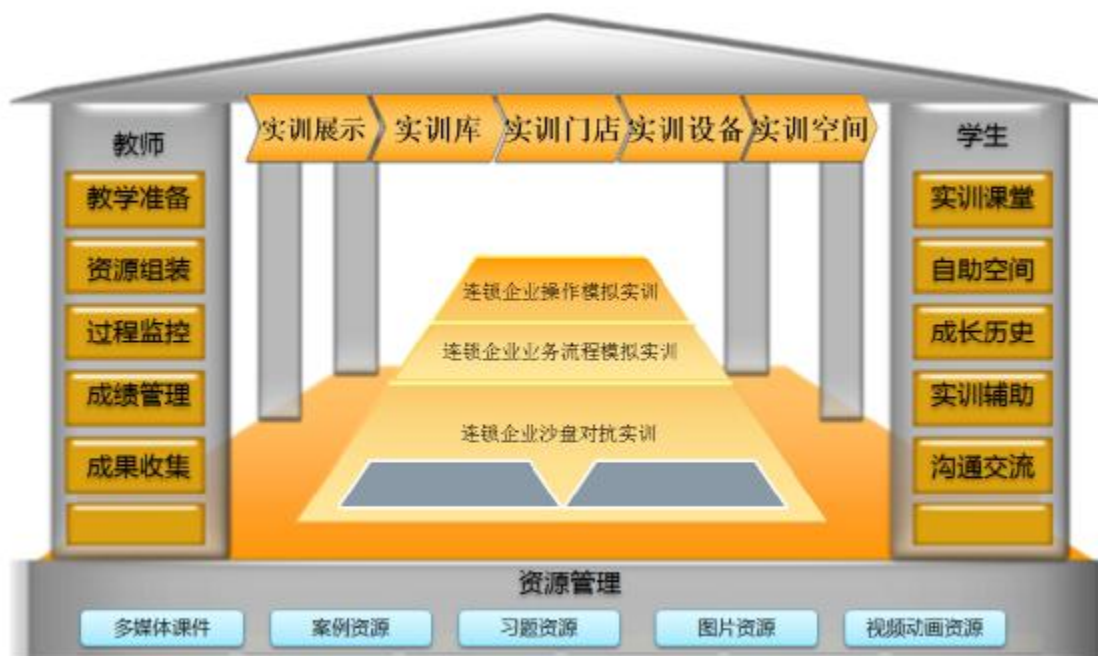 实训展示 实训库 实训门店 实训设备 实训空间
教师
教学准备
资源组装
过程监控
成绩管理
成果收集
连锁企业操作模拟实训
连锁企业业务流程模拟实训
连锁企业沙盘对抗实训
学生
实训课堂
自助空间
成长历史
实训辅助
沟通交流
资源管理
多媒体课件 案例资源 习题资源 图片资源 视频动画资源